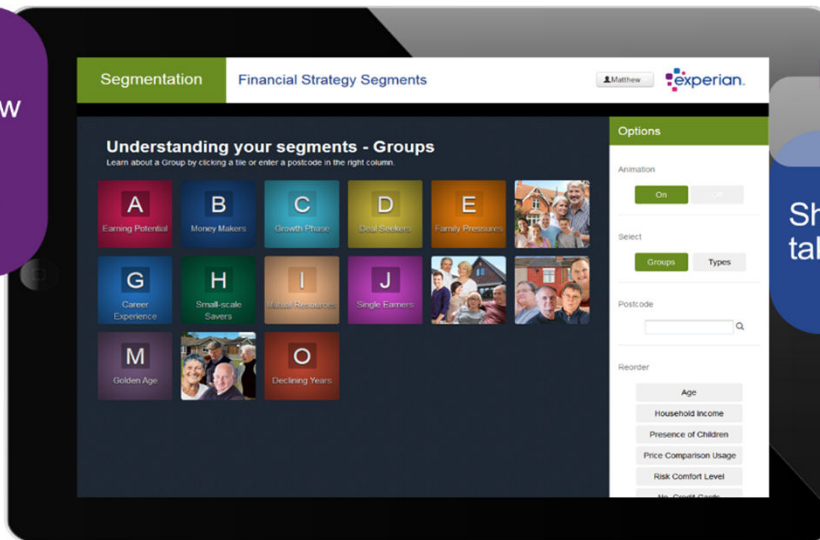 w
Segmentation
Financial Strategy Segments
Matthew
experian.
Understanding your segments - Groups
Learn about a Group by clicking a tile or enter a postcode in the right column.
A
Earning Potential
B
Money Makers
C
Growth Phase
D
Deal Seekers
E
Family Pressures
G
Career
Experience
H
Small-scale
Savers
I
Mutual Resources
J
Single Earners
M
Golden Age
O
Declining Years
Options
Animation
On
Off
Select
Groups
Types
Postcode
Reorder
Age
Household Income
Presence of Children
Price Comparison Usage
Risk Comfort Level
No. Credit Cards
Sh
tal